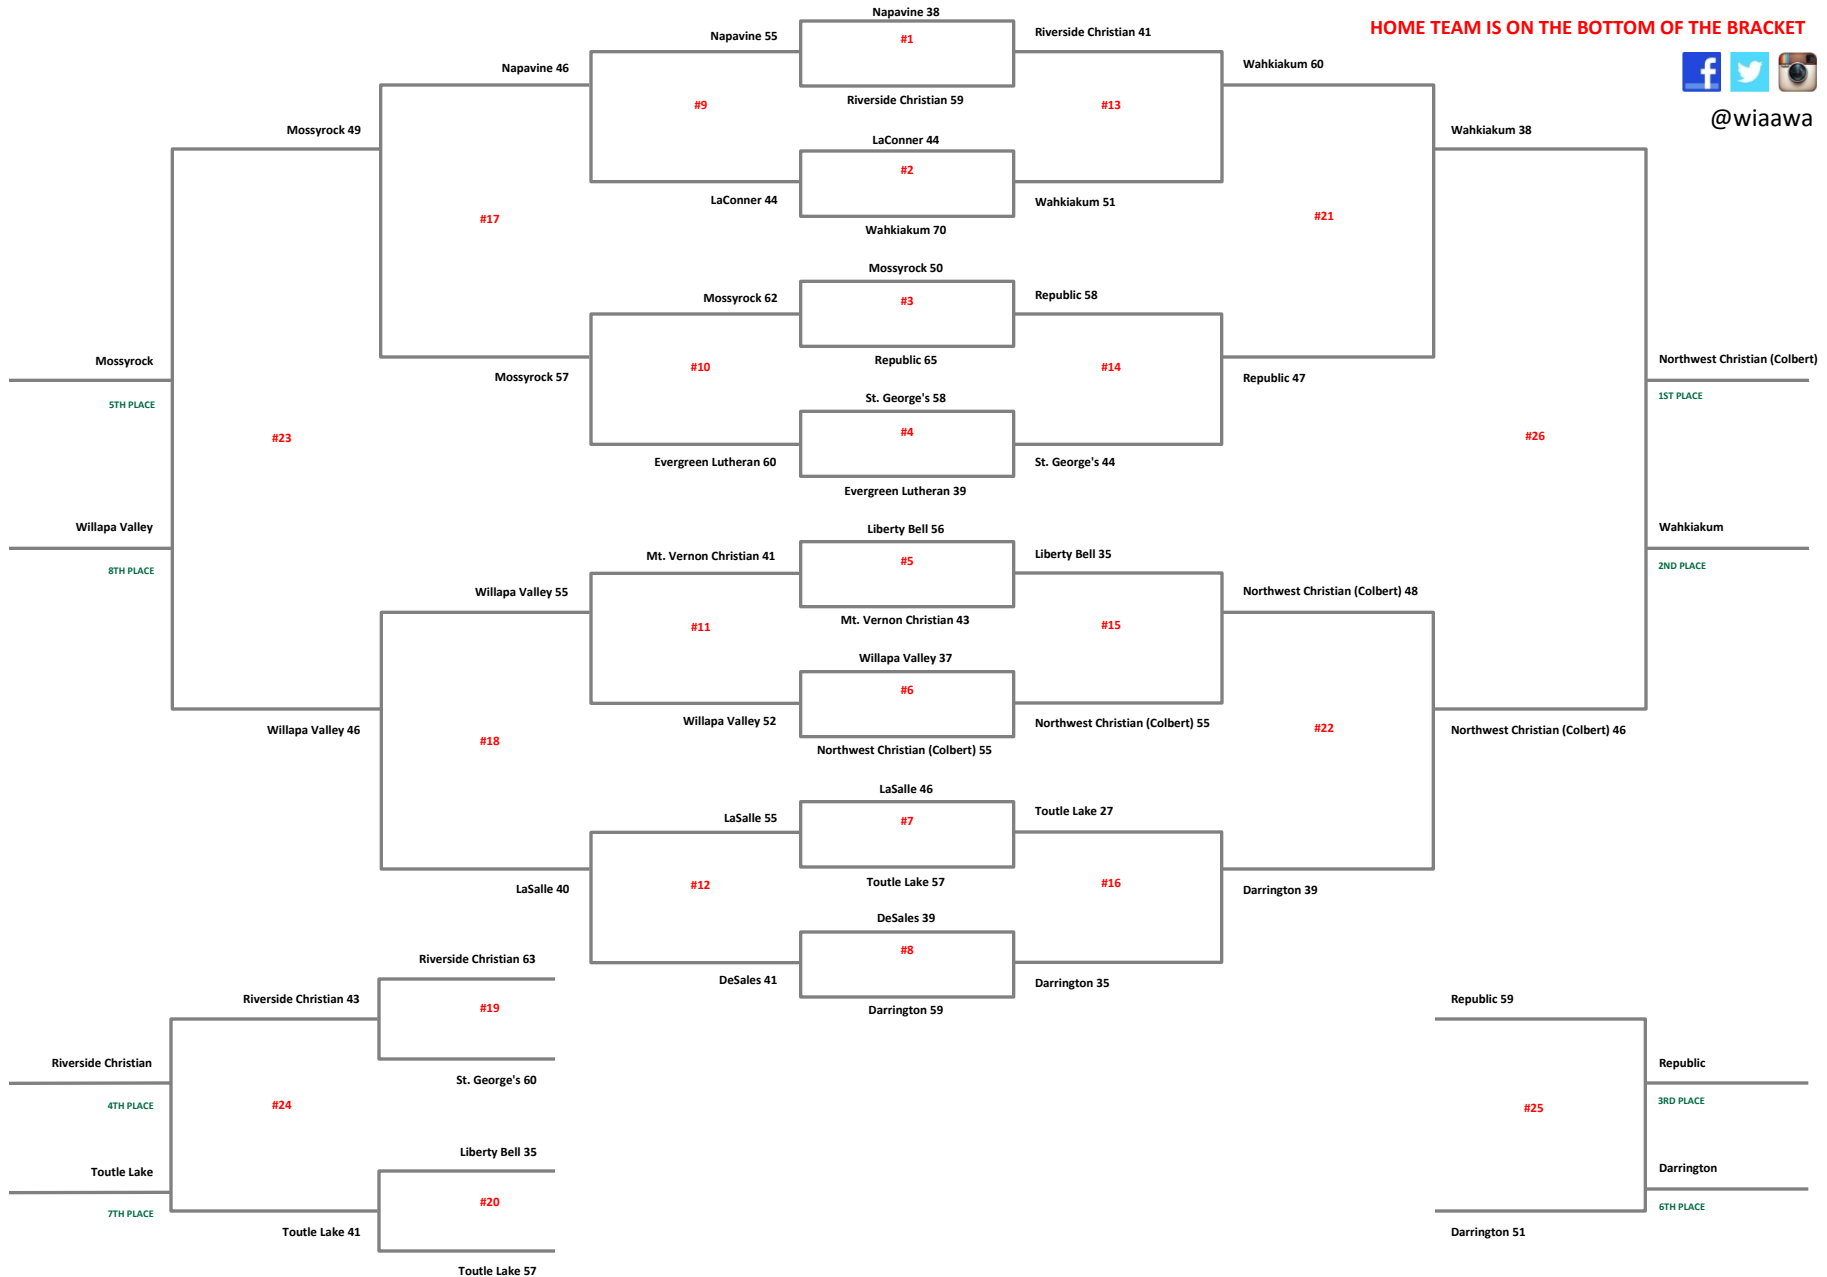 HOME TEAM IS ON THE BOTTOM OF THE BRACKET
@wiaawa
Napavine 38
#1
Riverside Christian 59
LaConner 44
#2
Wahkiakum 70
Mossyrock 50
#3
Republic 65
St. George's 58
#4
Evergreen Lutheran 39
Liberty Bell 56
#5
Mt. Vernon Christian 43
Willapa Valley 37
#6
Northwest Christian (Colbert) 55
LaSalle 46
#7
Toutle Lake 57
DeSales 39
#8
Darrington 59
Napavine 55
#9
LaConner 44
Mossyrock 62
#10
Evergreen Lutheran 60
Mt. Vernon Christian 41
#11
Willapa Valley 52
LaSalle 55
#12
DeSales 41
Riverside Christian 41
#13
Wahkiakum 51
Republic 58
#14
St. George's 44
Liberty Bell 35
#15
Northwest Christian (Colbert) 55
Toutle Lake 27
#16
Darrington 35
Napavine 46
#17
Mossyrock 57
Willapa Valley 55
#18
LaSalle 40
Riverside Christian 63
#19
St. George's 60
Liberty Bell 35
#20
Toutle Lake 57
Wahkiakum 60
#21
Republic 47
Northwest Christian (Colbert) 48
#22
Darrington 39
Mossyrock 49
#23
Willapa Valley 46
Mossyrock
5TH PLACE
Willapa Valley
8TH PLACE
Riverside Christian 43
#24
Toutle Lake 41
Riverside Christian
4TH PLACE
Toutle Lake
7TH PLACE
Republic 59
#25
Darrington 51
Republic
3RD PLACE
Darrington
6TH PLACE
Wahkiakum 38
#26
Northwest Christian (Colbert) 46
Northwest Christian (Colbert)
1ST PLACE
Wahkiakum
2ND PLACE